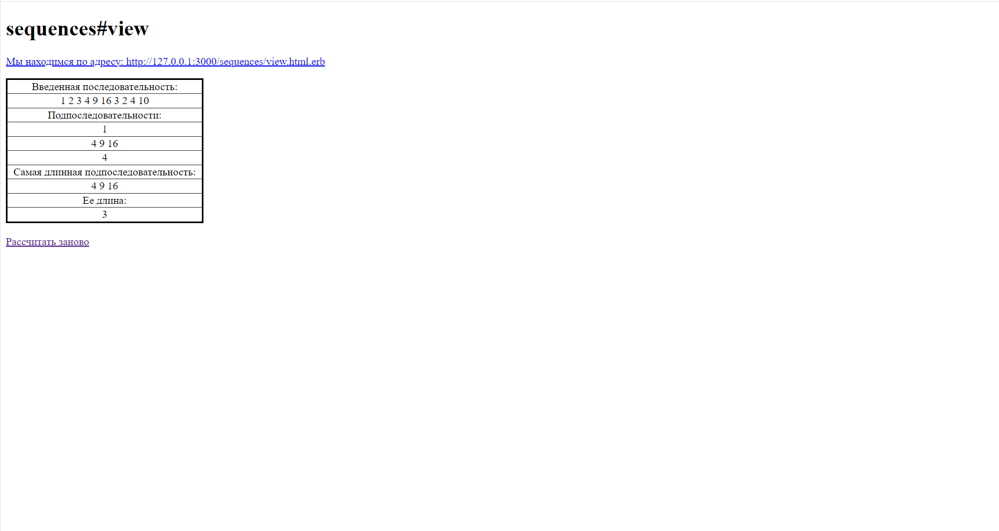 sequences#view
Мы находимся по адресу: http://127.0.0.1:3000/sequences/view.html.erb
Введенная последовательность:
1 2 3 4 9 16 3 2 4 10
Подпоследовательности:
1
4 9 16
4
Самая длинная подпоследовательность:
4 9 16
Ее длина:
3
Рассчитать заново